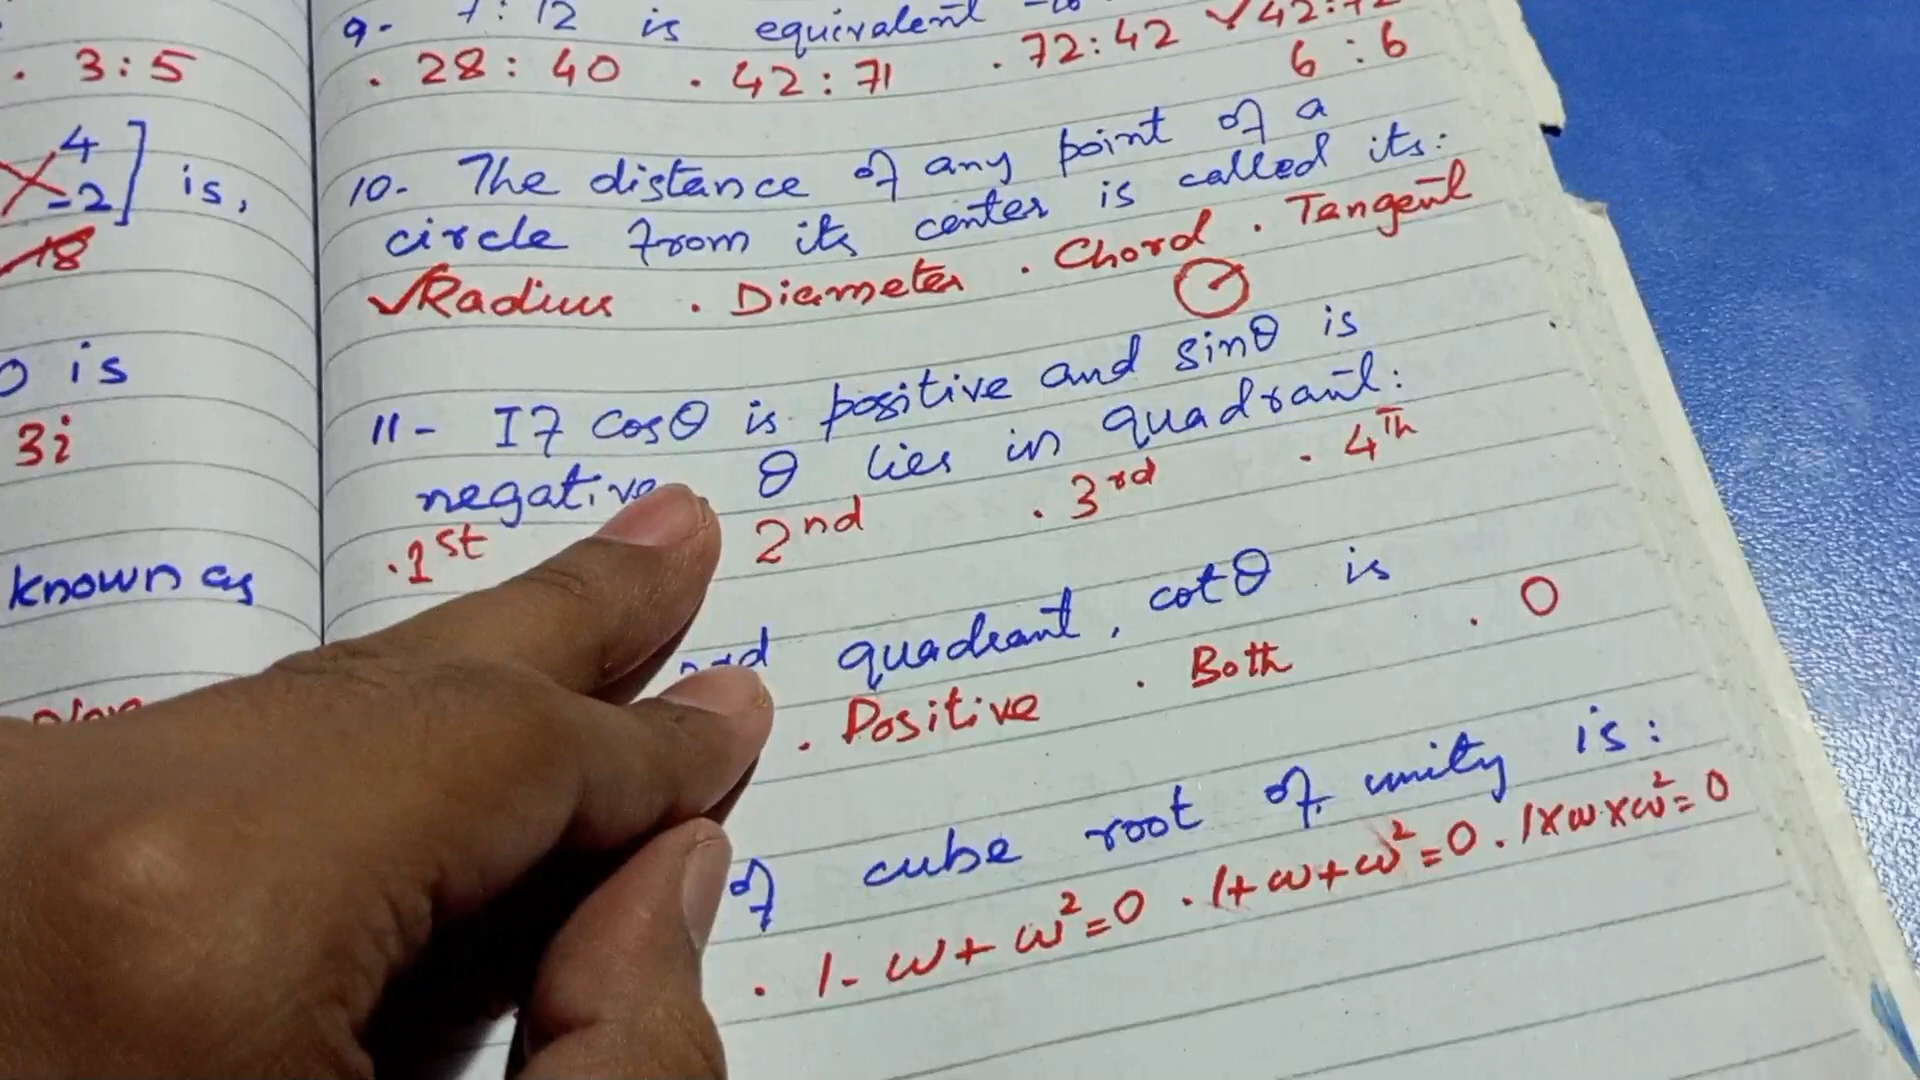 . 3:5
4
-2] is,
18
is
3i
known as
9- 7:12 is equivalent
. 28: 40 . 42:71 . 72:42 ✓42:72
6 : 6
10- The distance of any point of a
circle from its center is called its:
✓Radius . Diameter . Chord . Tangent
11- If cosθ is positive and sinθ is
negative θ lies in quadrant:
.1st 2nd . 3rd . 4th
quadrant, cotθ is
. Positive . Both . 0
of cube root of unity is:
. 1-ω+ω²=0 . 1+ω+ω²=0 . 1×ω×ω²=0